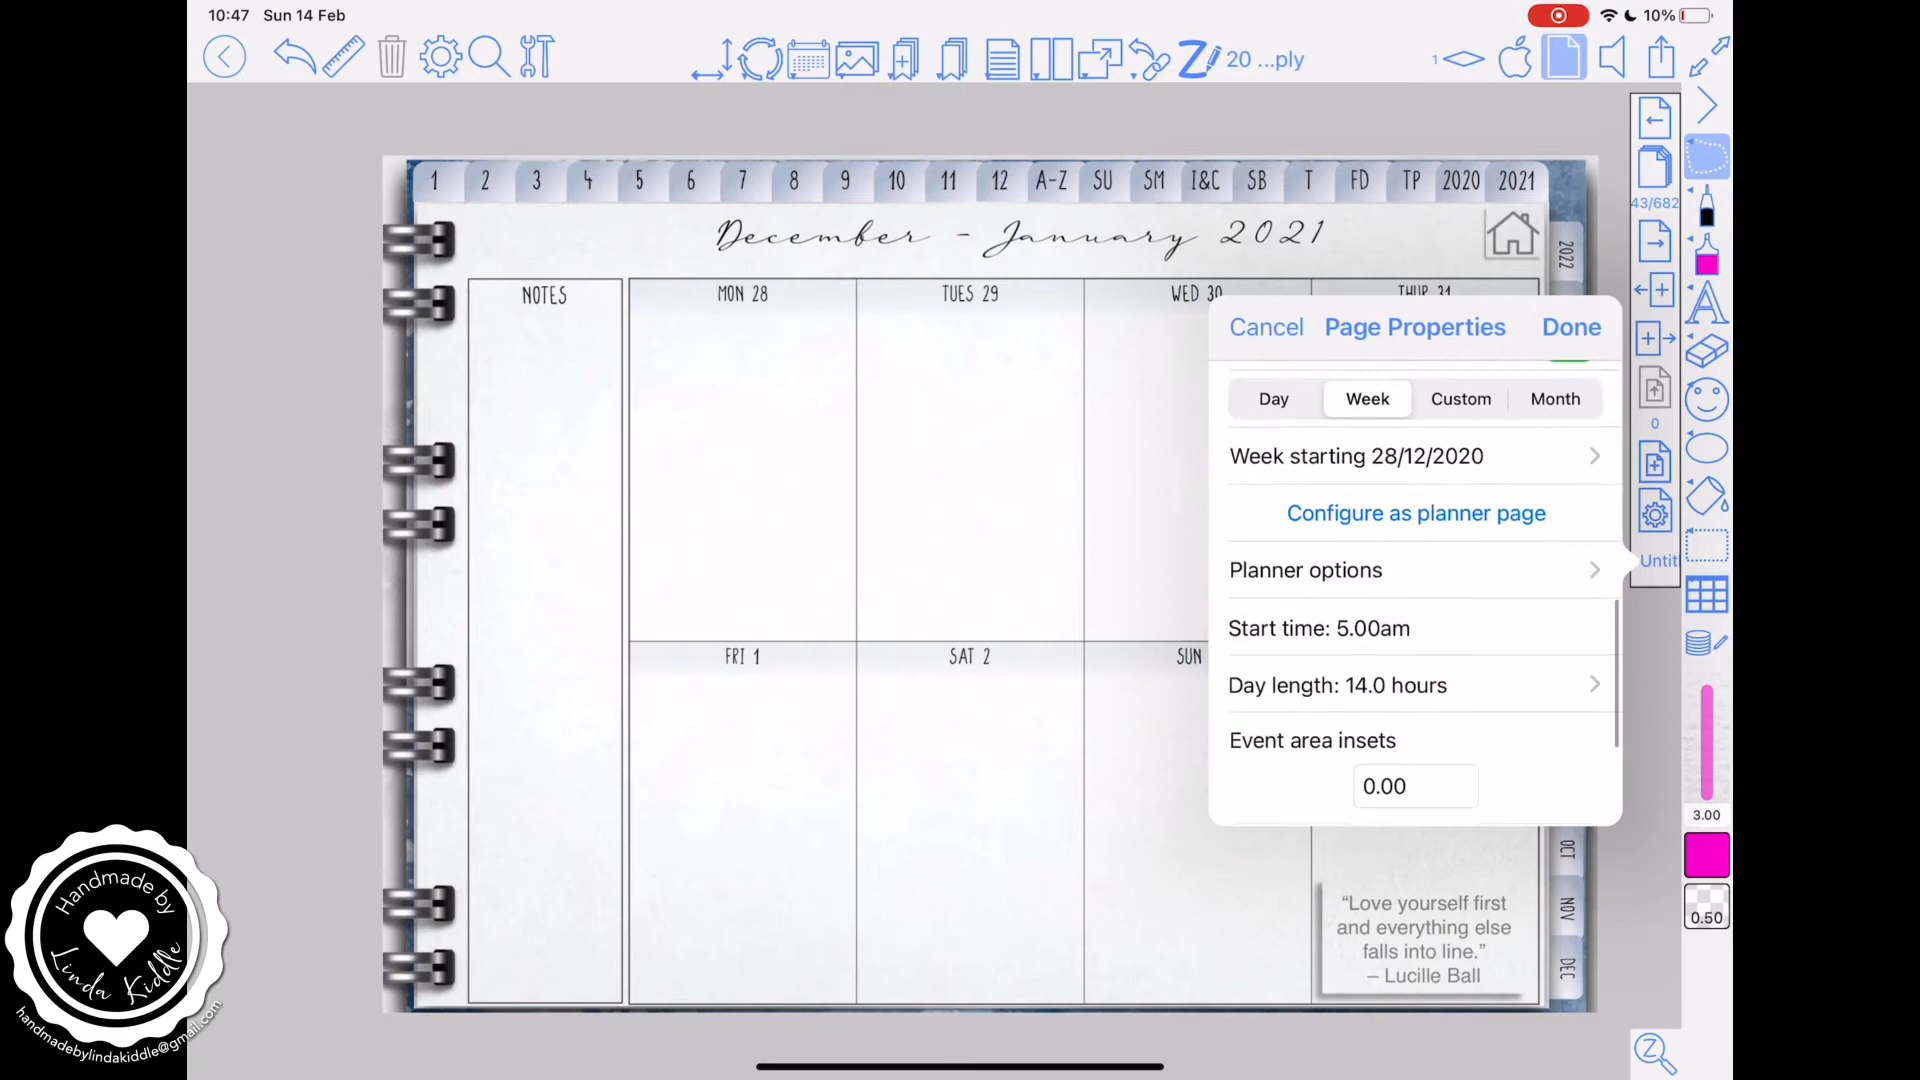 10:47 Sun 14 Feb
10%
20 ...ply
1
1 2 3 4 5 6 7 8 9 10 11 12 A-Z SU SM I&C SB T FD TP 2020 2021
2022
December - January 2021
NOTES
MON 28
TUES 29
WED 30
THUR 31
FRI 1
SAT 2
SUN
Cancel Page Properties Done
Day Week Custom Month
Week starting 28/12/2020
Configure as planner page
Planner options
Start time: 5.00am
Day length: 14.0 hours
Event area insets
0.00
“Love yourself first
and everything else
falls into line.”
– Lucille Ball
OCT
NOV
DEC
43/682
0
Untit
A
3.00
0.50
Z
Handmade by
Linda Kiddle
handmadebylindakiddle@gmail.com